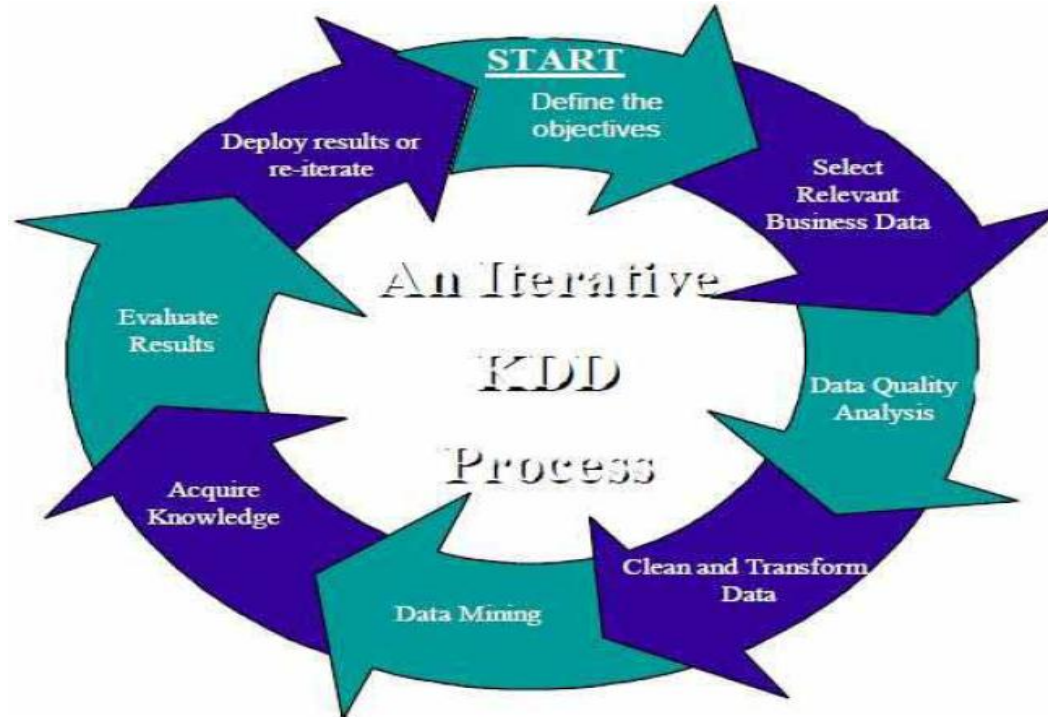 START
Define the
objectives
Select
Relevant
Business Data
Data Quality
Analysis
Clean and Transform
Data
Data Mining
Acquire
Knowledge
Evaluate
Results
Deploy results or
re-iterate
An Iterative
KDD
Process